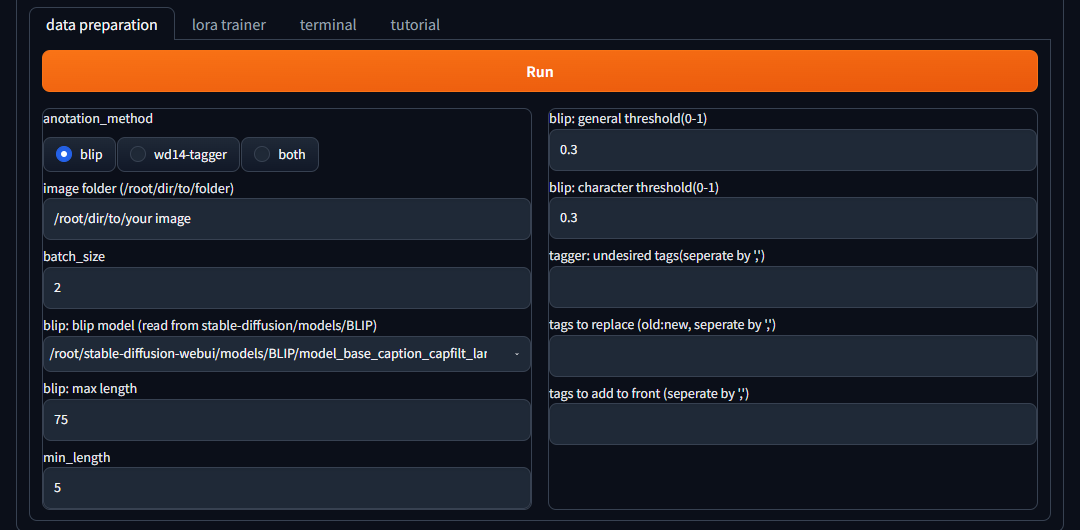 data preparation
lora trainer
terminal
tutorial
Run
anotation_method
blip
wd14-tagger
both
image folder (/root/dir/to/folder)
/root/dir/to/your image
batch_size
2
blip: blip model (read from stable-diffusion/models/BLIP)
/root/stable-diffusion-webui/models/BLIP/model_base_caption_capfilt_lar
blip: max length
75
min_length
5
blip: general threshold(0-1)
0.3
blip: character threshold(0-1)
0.3
tagger: undesired tags(seperate by ',')
tags to replace (old:new, seperate by ',')
tags to add to front (seperate by ',')